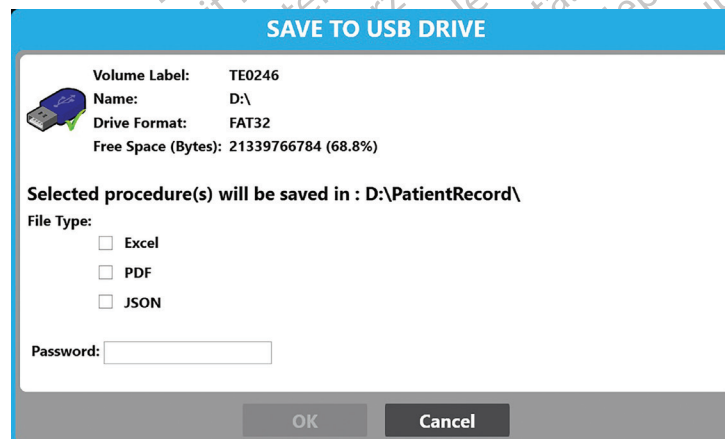 SAVE TO USB DRIVE
Volume Label: TE0246
Name: D:\
Drive Format: FAT32
Free Space (Bytes): 21339766784 (68.8%)
Selected procedure(s) will be saved in : D:\PatientRecord\
File Type:
Excel
PDF
JSON
Password:
OK Cancel